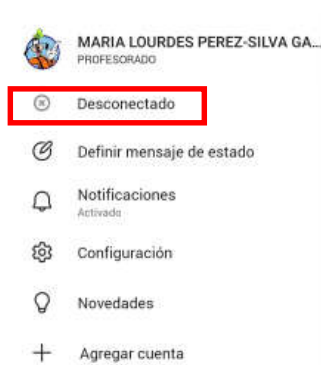 MARIA LOURDES PEREZ-SILVA GA...
PROFESORADO
Desconectado
Definir mensaje de estado
Notificaciones
Activado
Configuración
Novedades
Agregar cuenta